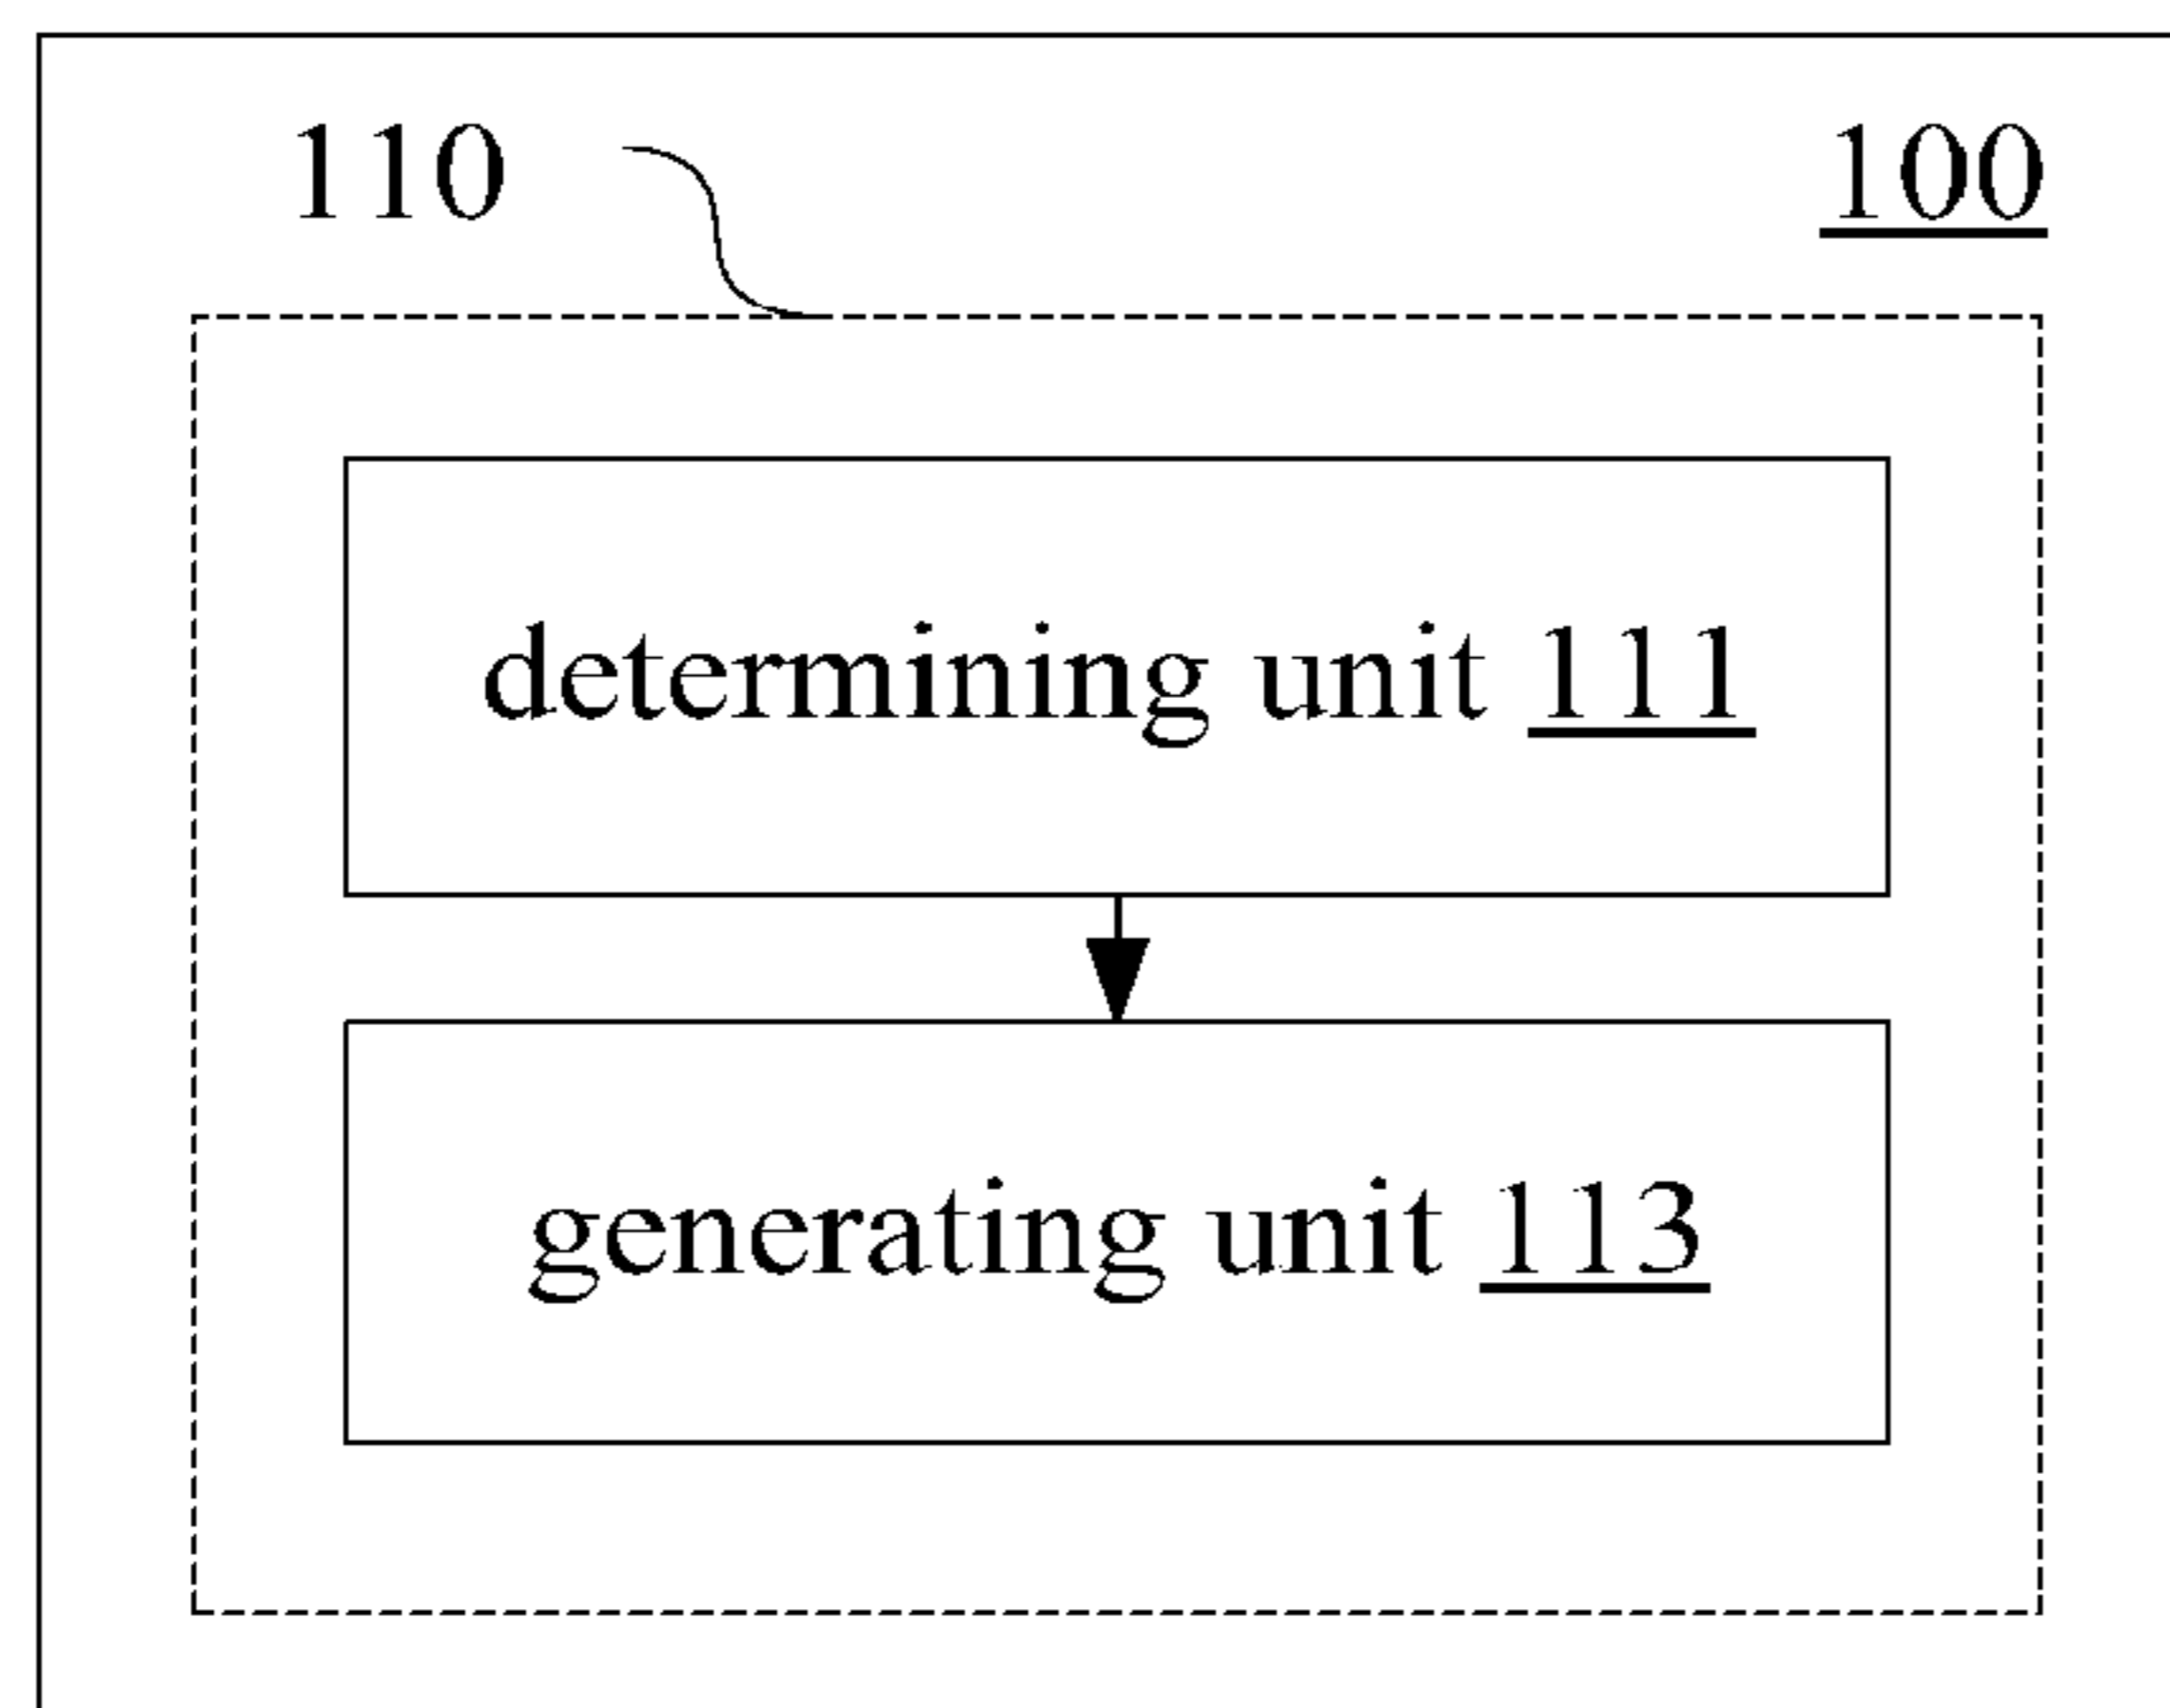 110 100
determining unit 111
generating unit 113